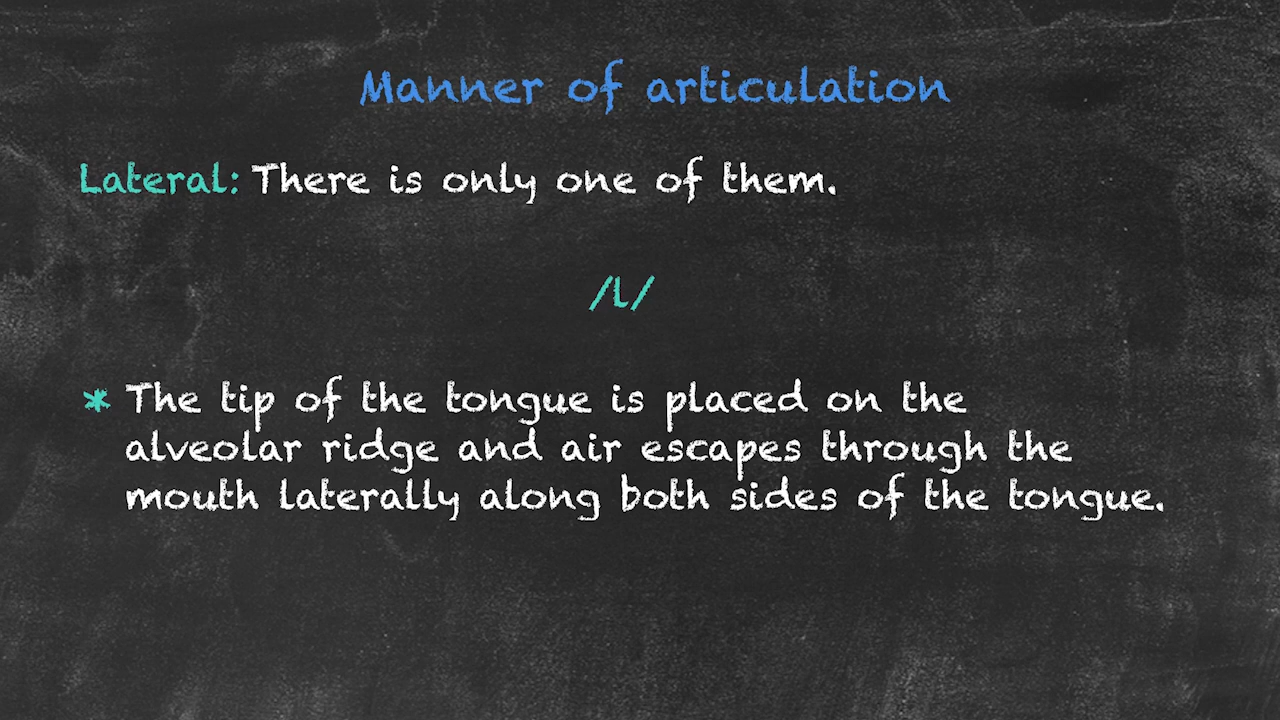 Manner of articulation
Lateral: There is only one of them.
/l/
* The tip of the tongue is placed on the
alveolar ridge and air escapes through the
mouth laterally along both sides of the tongue.